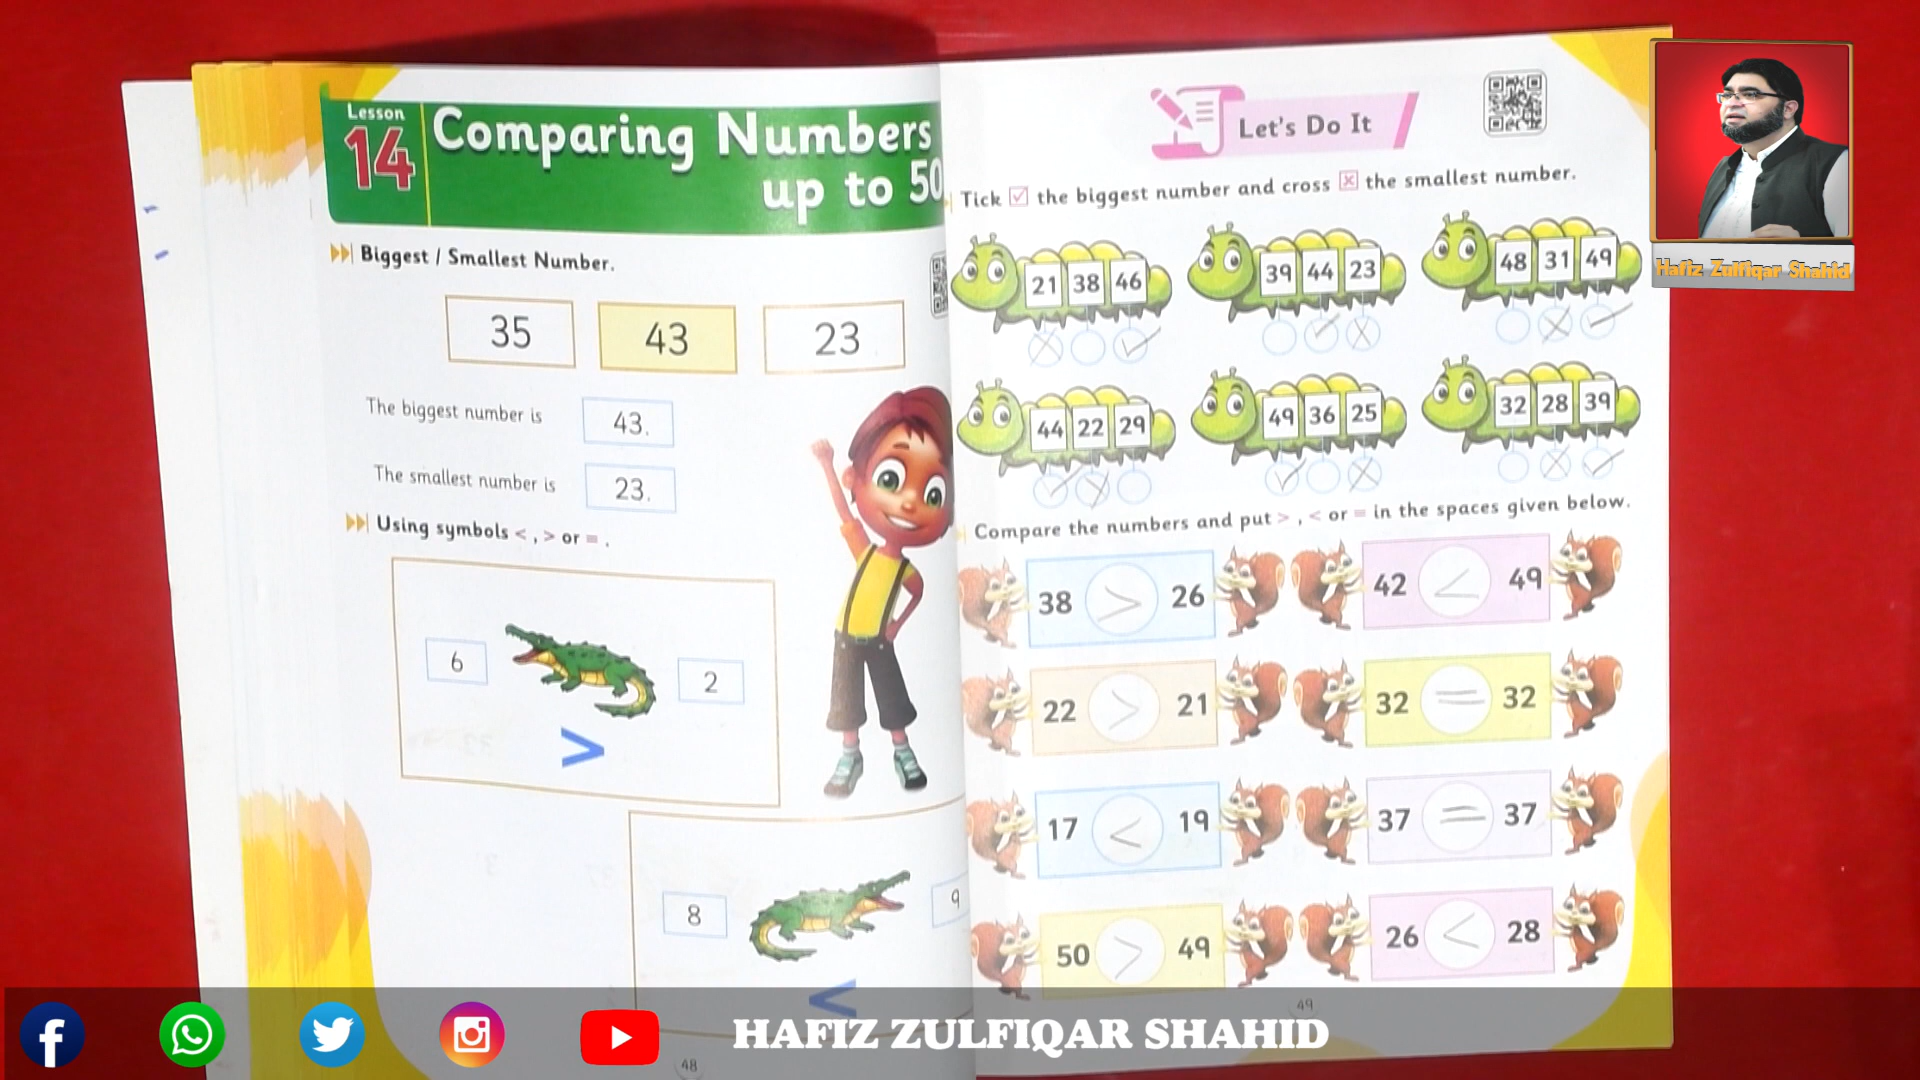 Lesson
14
Comparing Numbers
up to 50
Biggest / Smallest Number.
35 43 23
The biggest number is 43.
The smallest number is 23.
Using symbols < , > or = .
6 2
>
8 9
<
48
Let's Do It
Tick ☑ the biggest number and cross ☒ the smallest number.
21 38 46
39 44 23
48 31 49
44 22 29
49 36 25
32 28 39
Compare the numbers and put > , < or = in the spaces given below.
38 > 26
42 < 49
22 > 21
32 = 32
17 < 19
37 = 37
50 > 49
26 < 28
49
Hafiz Zulfiqar Shahid
HAFIZ ZULFIQAR SHAHID